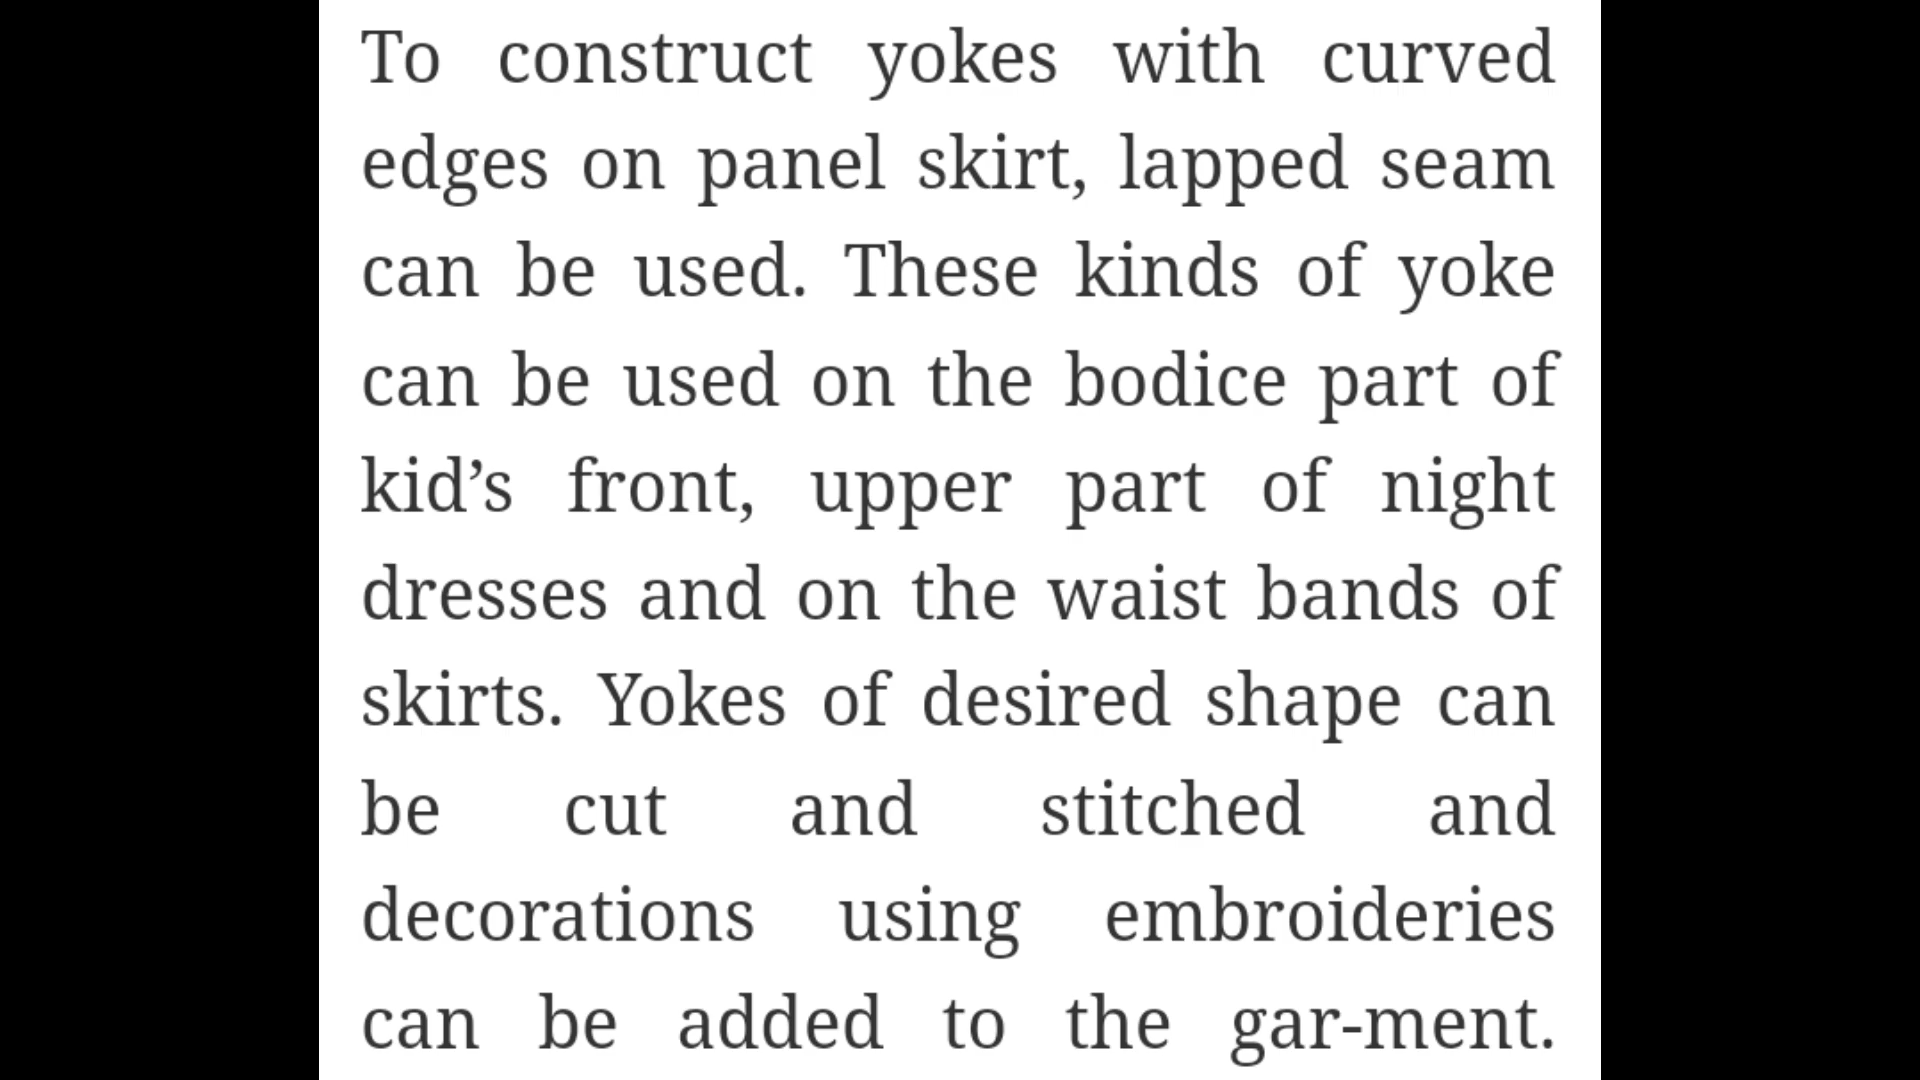 To construct yokes with curved
edges on panel skirt, lapped seam
can be used. These kinds of yoke
can be used on the bodice part of
kid’s front, upper part of night
dresses and on the waist bands of
skirts. Yokes of desired shape can
be cut and stitched and
decorations using embroideries
can be added to the gar-ment.